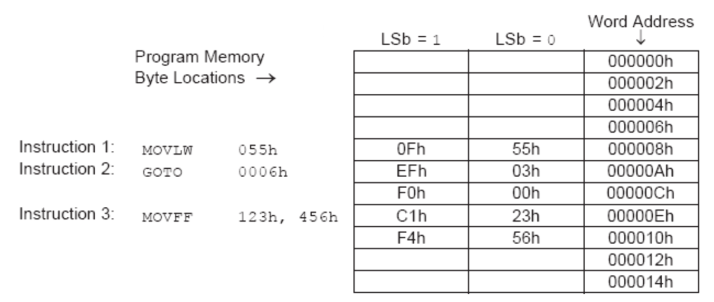 Word Address
LSb = 1 LSb = 0 ↓
Program Memory 000000h
Byte Locations → 000002h
000004h
000006h
Instruction 1: MOVLW 055h 0Fh 55h 000008h
Instruction 2: GOTO 0006h EFh 03h 00000Ah
F0h 00h 00000Ch
Instruction 3: MOVFF 123h, 456h C1h 23h 00000Eh
F4h 56h 000010h
000012h
000014h